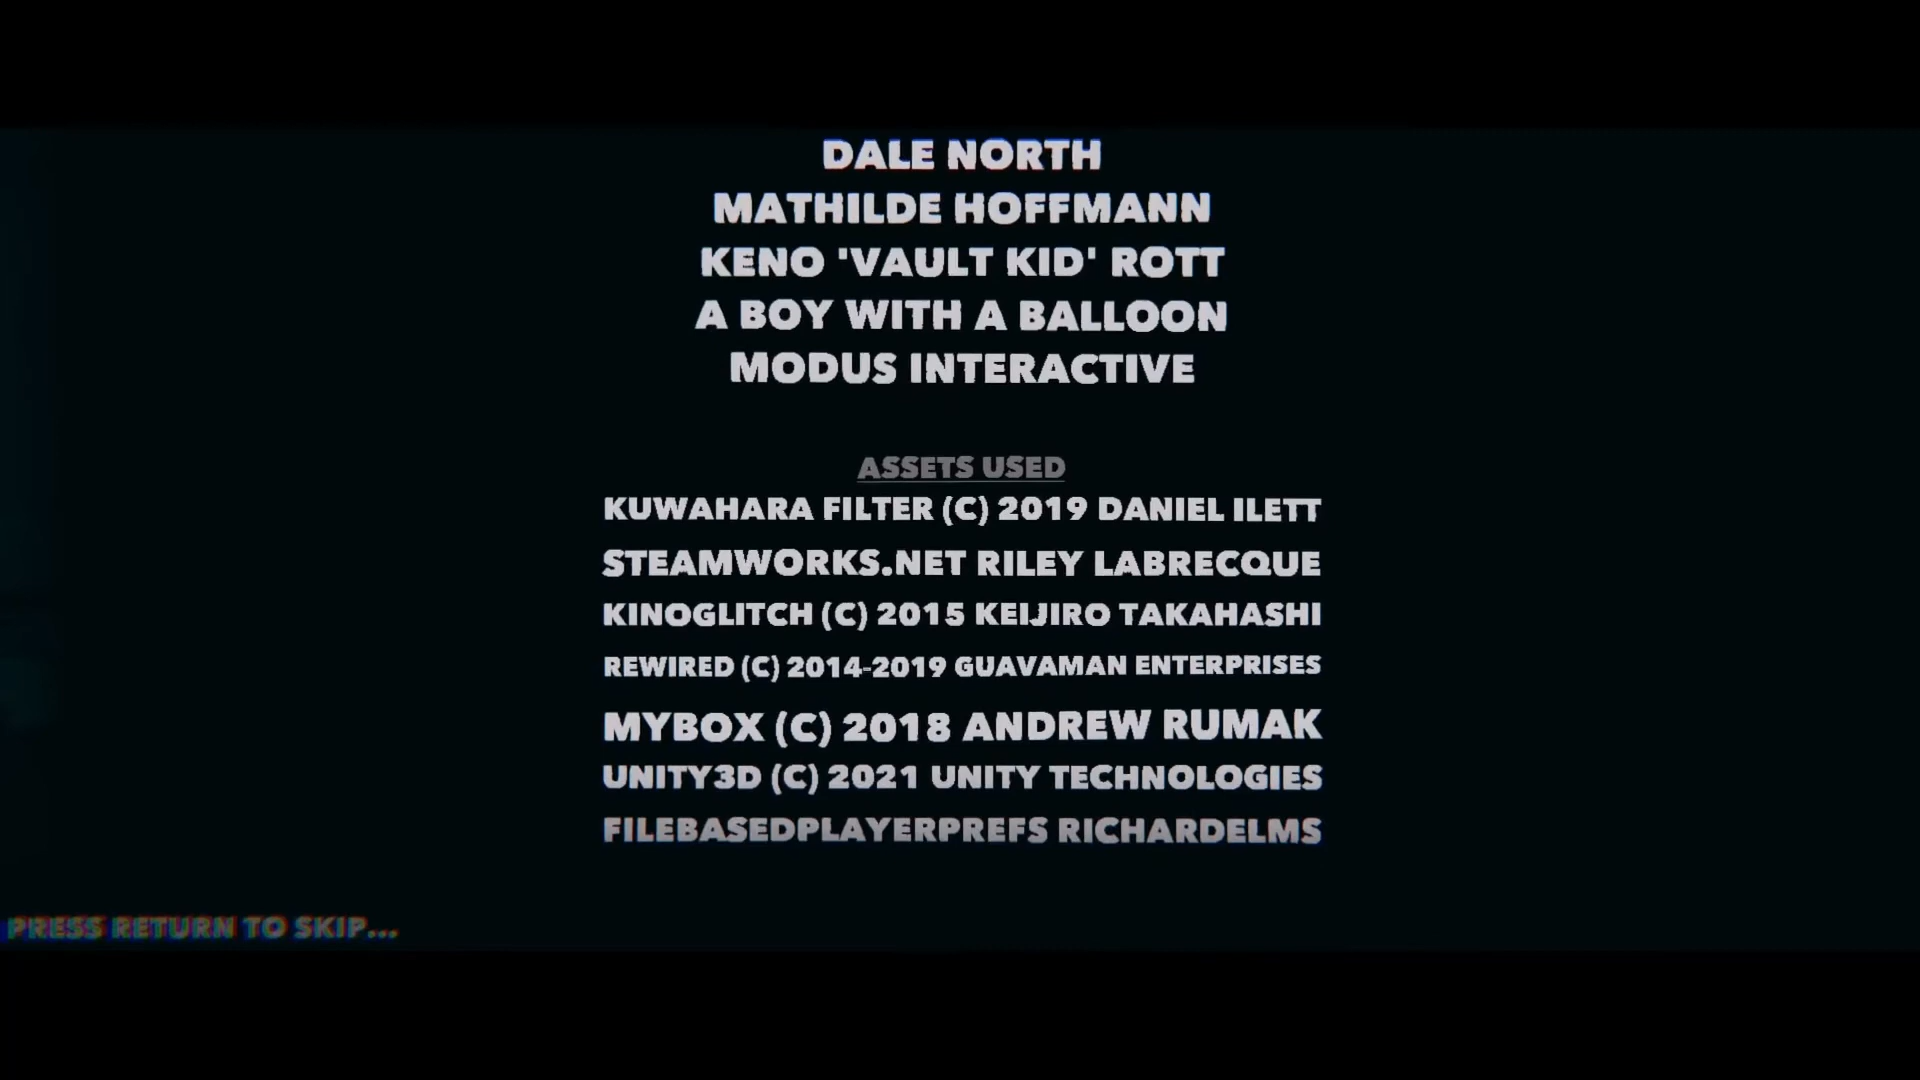 DALE NORTH
MATHILDE HOFFMANN
KENO 'VAULT KID' ROTT
A BOY WITH A BALLOON
MODUS INTERACTIVE
ASSETS USED
KUWAHARA FILTER (C) 2019 DANIEL ILETT
STEAMWORKS.NET RILEY LABRECQUE
KINOGLITCH (C) 2015 KEIJIRO TAKAHASHI
REWIRED (C) 2014-2019 GUAVAMAN ENTERPRISES
MYBOX (C) 2018 ANDREW RUMAK
UNITY3D (C) 2021 UNITY TECHNOLOGIES
FILEBASEDPLAYERPREFS RICHARDELMS
PRESS RETURN TO SKIP...